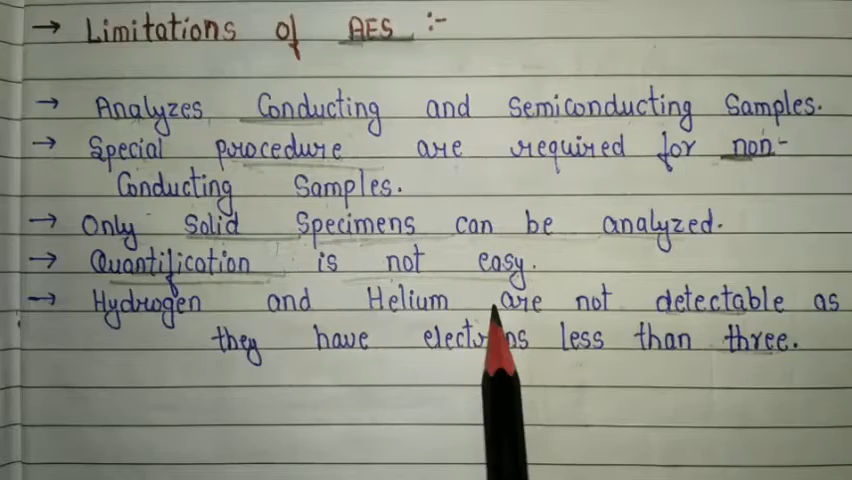 → Limitations of AES :-
→ Analyzes Conducting and Semiconducting Samples.
→ Special procedure are required for non-
Conducting Samples.
→ Only Solid Specimens can be analyzed.
→ Quantification is not easy.
→ Hydrogen and Helium are not detectable as
they have electrons less than three.